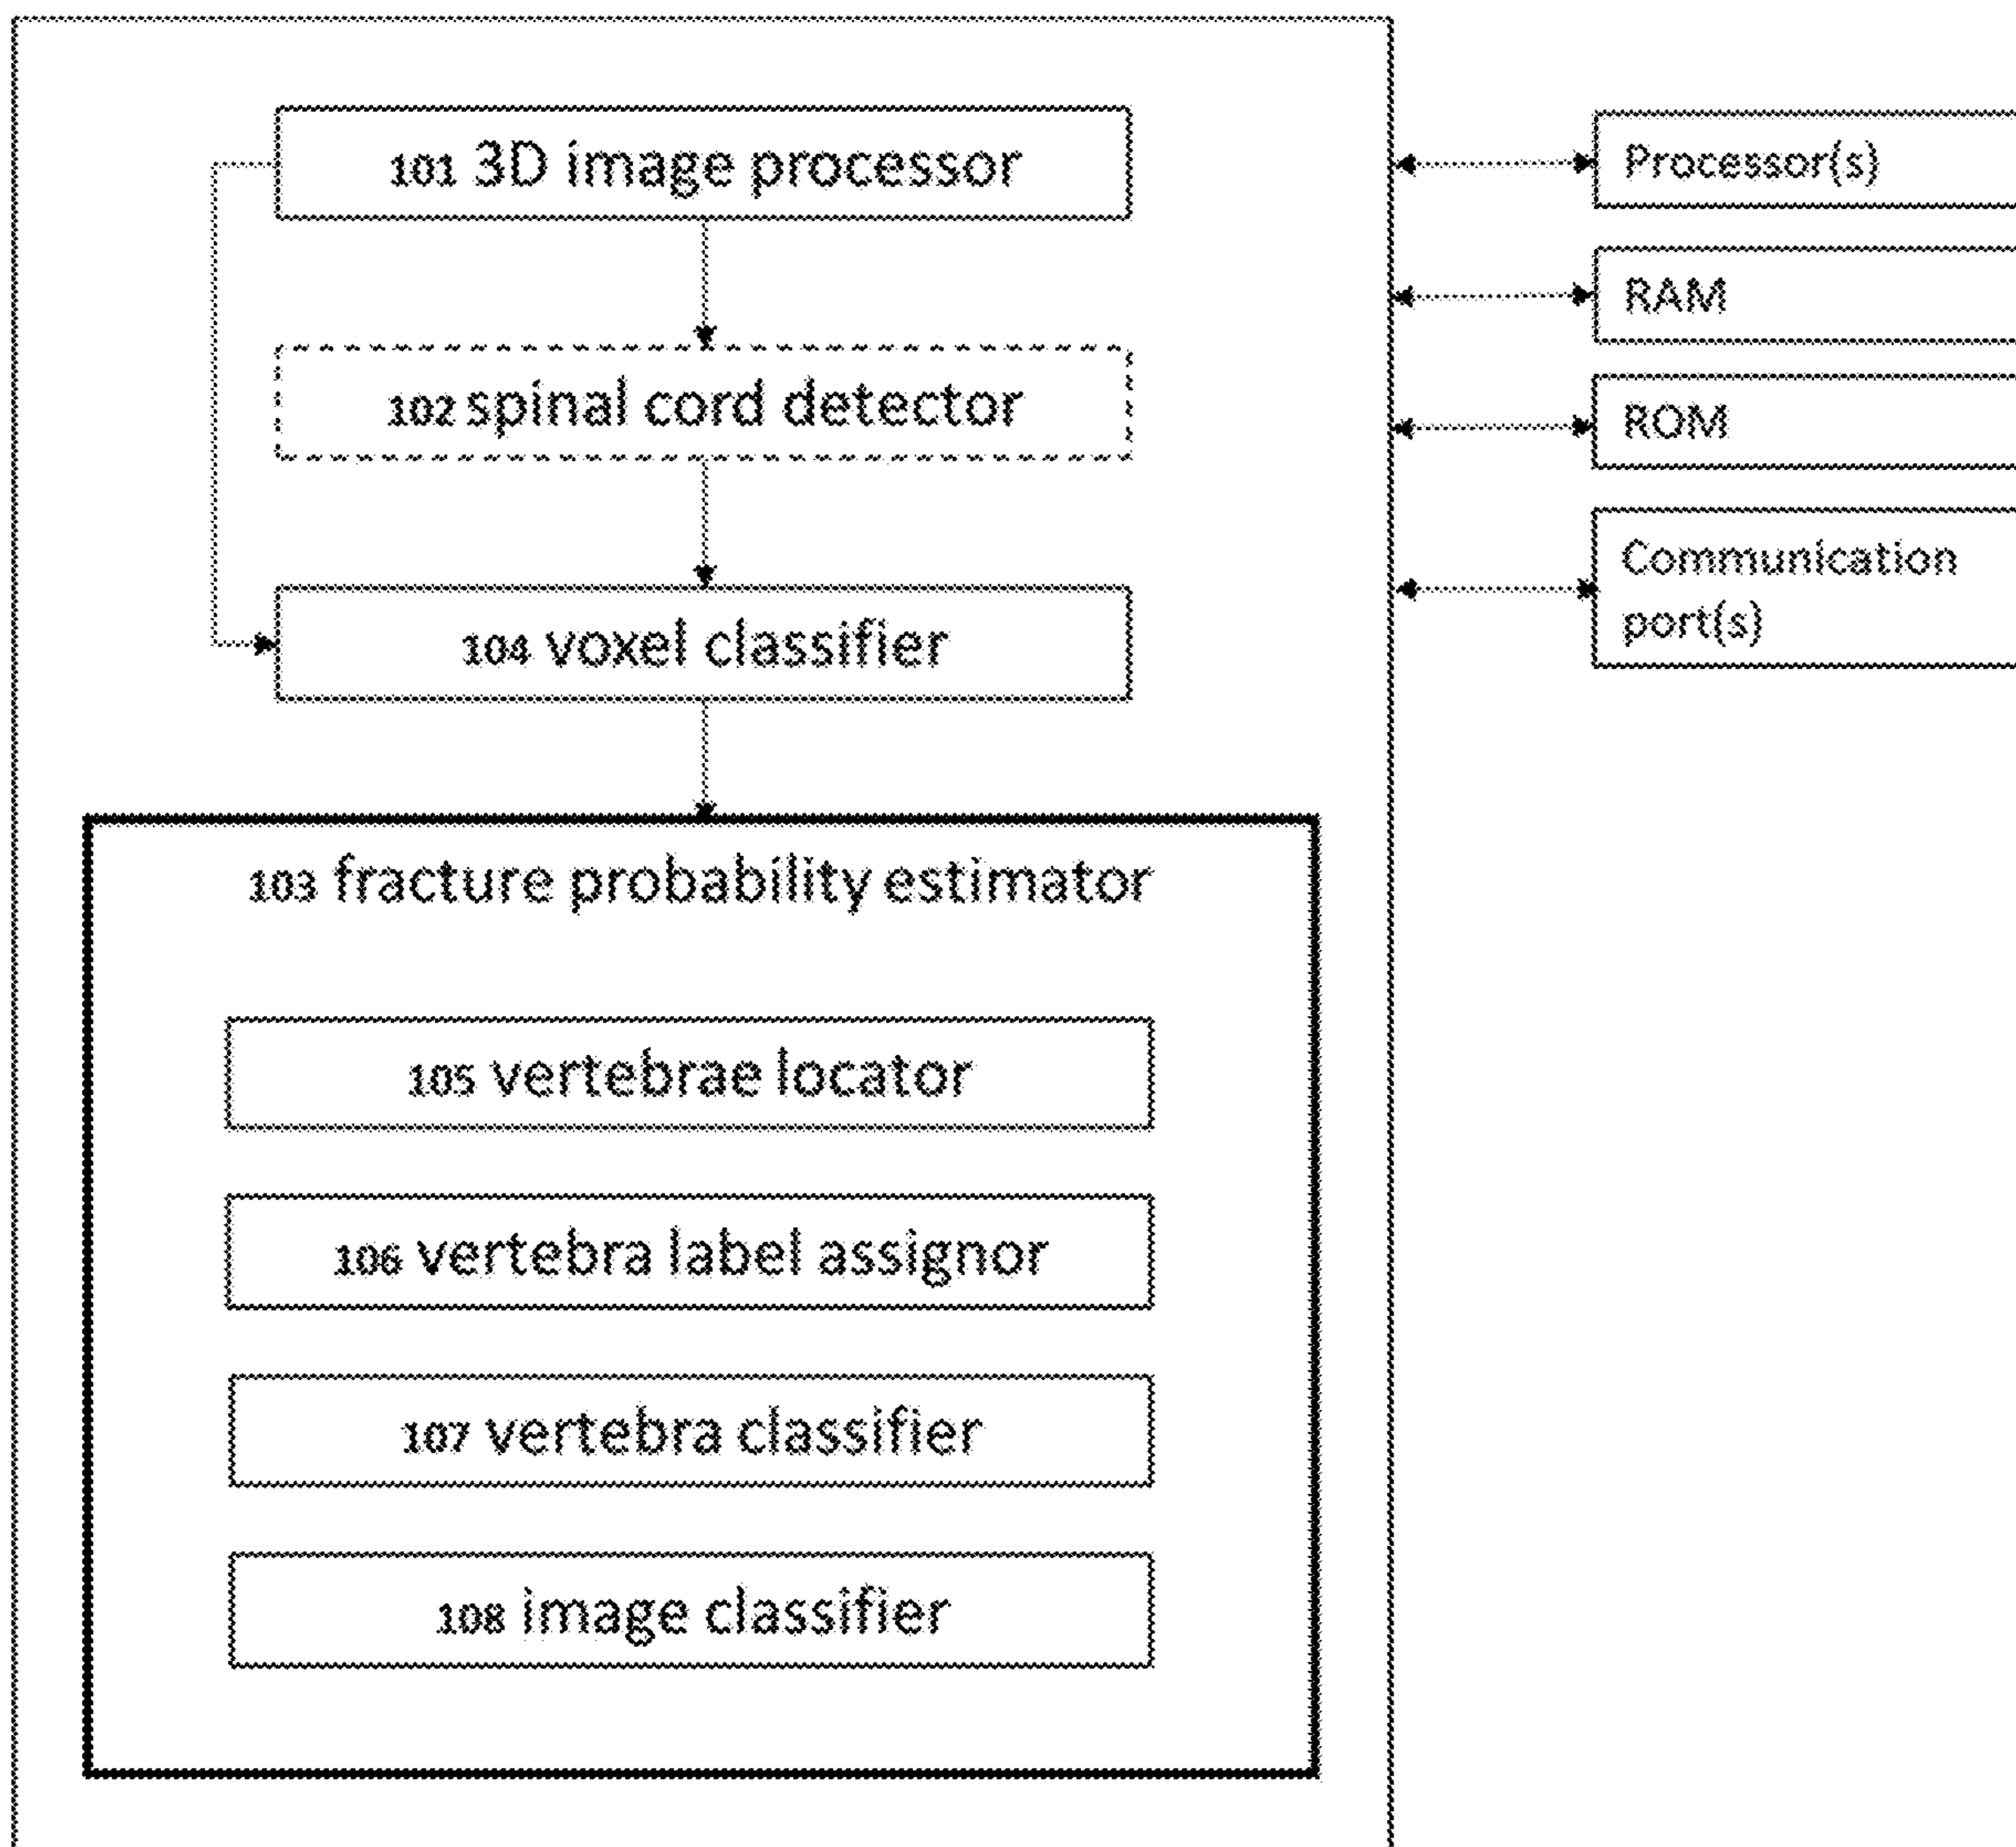 101 3D image processor
102 spinal cord detector
104 voxel classifier
103 fracture probability estimator
105 vertebrae locator
106 vertebra label assignor
107 vertebra classifier
108 image classifier
Processor(s)
RAM
ROM
Communication
port(s)